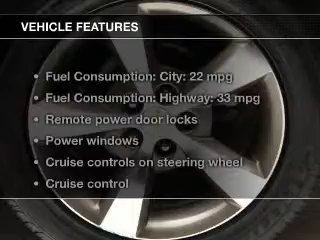 VEHICLE FEATURES
• Fuel Consumption: City: 22 mpg
• Fuel Consumption: Highway: 33 mpg
• Remote power door locks
• Power windows
• Cruise controls on steering wheel
• Cruise control